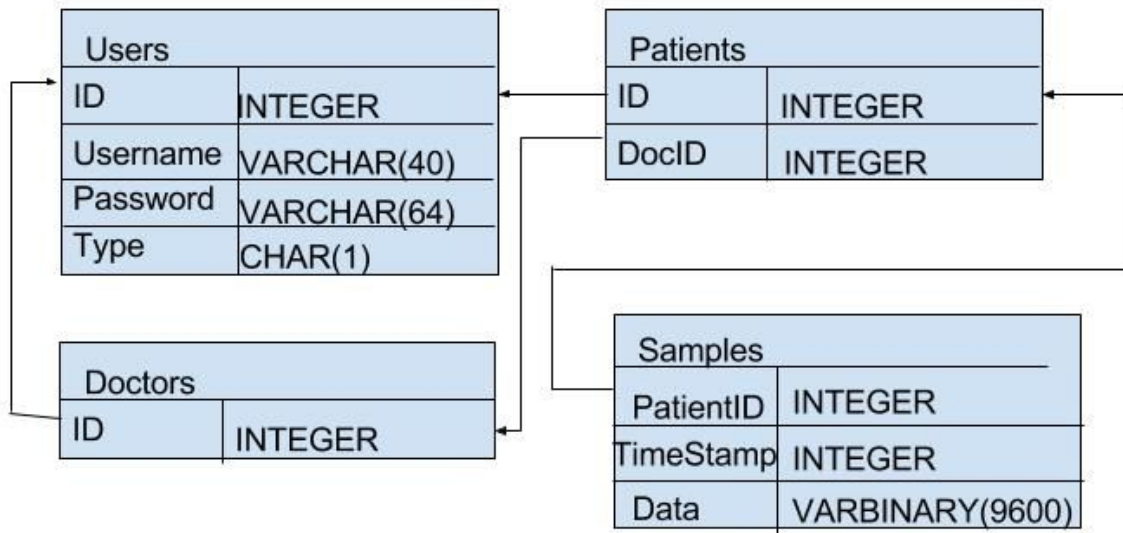 Users
ID INTEGER
Username VARCHAR(40)
Password VARCHAR(64)
Type CHAR(1)
Patients
ID INTEGER
DocID INTEGER
Doctors
ID INTEGER
Samples
PatientID INTEGER
TimeStamp INTEGER
Data VARBINARY(9600)